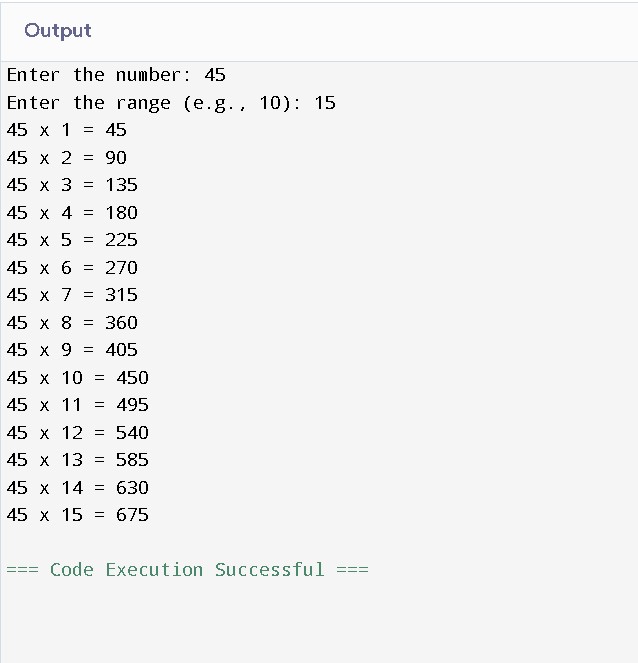 Output
Enter the number: 45
Enter the range (e.g., 10): 15
45 x 1 = 45
45 x 2 = 90
45 x 3 = 135
45 x 4 = 180
45 x 5 = 225
45 x 6 = 270
45 x 7 = 315
45 x 8 = 360
45 x 9 = 405
45 x 10 = 450
45 x 11 = 495
45 x 12 = 540
45 x 13 = 585
45 x 14 = 630
45 x 15 = 675
=== Code Execution Successful ===